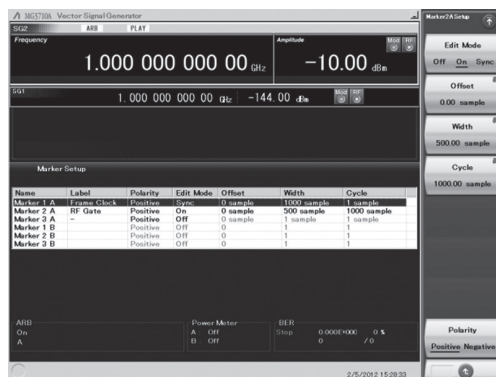 MG3710A Vector Signal Generator
SG2 ARB PLAY
Frequency
1.000 000 000 00 GHz
Amplitude
Mod RF
-10.00 dBm
SG1
1. 000 000 000 00 GHz -144. 00 dBm
Mod RF
Marker Setup
Name Label Polarity Edit Mode Offset Width Cycle
Marker 1 A Frame Clock Positive Sync 0 sample 1000 sample 1 sample
Marker 2 A RF Gate Positive On 0 sample 500 sample 1000 sample
Marker 3 A - Positive Off 0 sample 1 sample 1 sample
Marker 1 B Positive Off 0 1 1
Marker 2 B Positive Off 0 1 1
Marker 3 B Positive Off 0 1 1
ARB
On
A
Power Meter
A : Off
B : Off
BER
Stop 0.000E+000 0 %
0 / 0
2/5/2012 15:28:33
Marker2A Setup
Edit Mode
Off On Sync
Offset
0.00 sample
Width
500.00 sample
Cycle
1000.00 sample
Polarity
Positive Negative